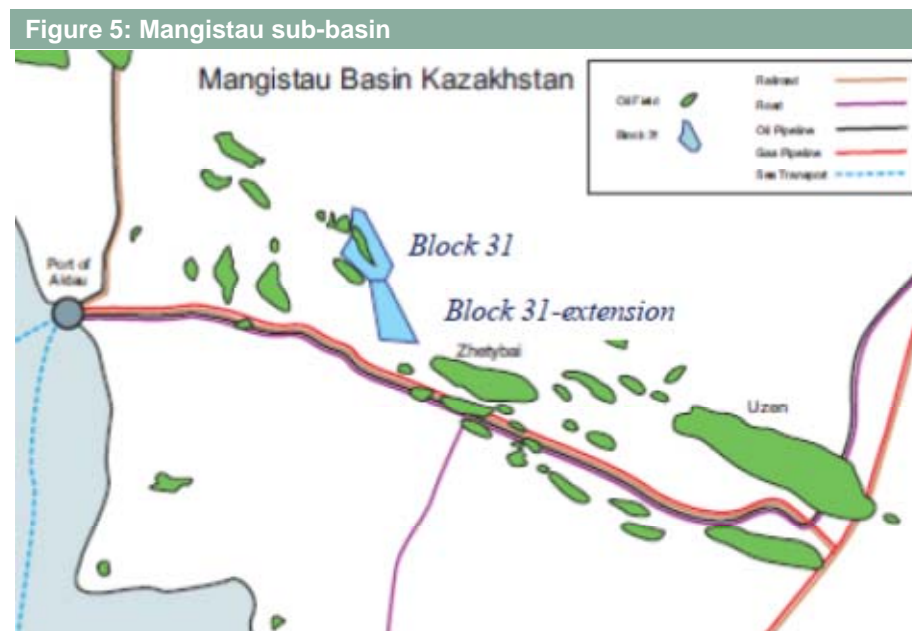 Figure 5: Mangistau sub-basin
Mangistau Basin Kazakhstan
Oil Field
Block 31
Railroad
Road
Oil Pipeline
Gas Pipeline
Sea Transport
Block 31
Port of
Aktau
Block 31-extension
Zhetybai
Uzen